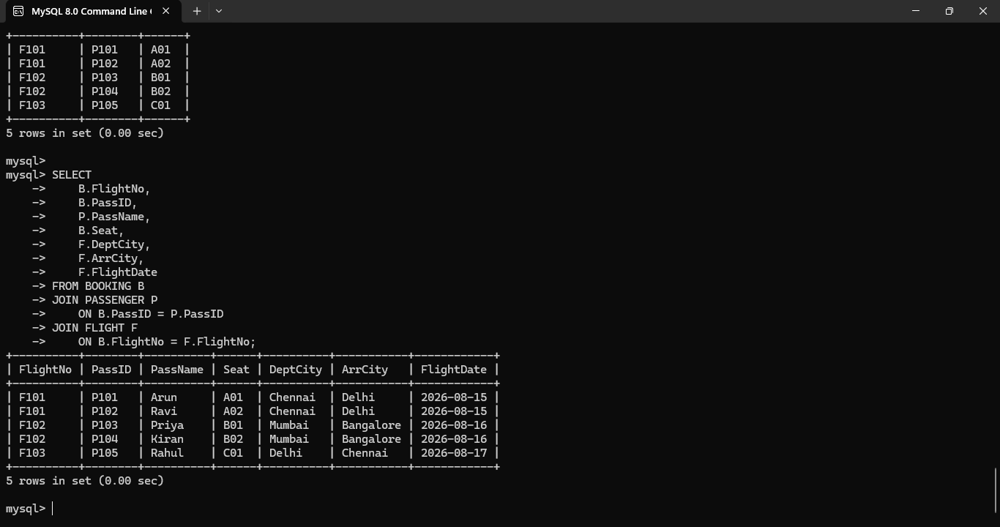 MySQL 8.0 Command Line
+----------+--------+------+
| F101     | P101   | A01  |
| F101     | P102   | A02  |
| F102     | P103   | B01  |
| F102     | P104   | B02  |
| F103     | P105   | C01  |
+----------+--------+------+
5 rows in set (0.00 sec)

mysql>
mysql> SELECT
    ->     B.FlightNo,
    ->     B.PassID,
    ->     P.PassName,
    ->     B.Seat,
    ->     F.DeptCity,
    ->     F.ArrCity,
    ->     F.FlightDate
    -> FROM BOOKING B
    -> JOIN PASSENGER P
    ->     ON B.PassID = P.PassID
    -> JOIN FLIGHT F
    ->     ON B.FlightNo = F.FlightNo;
+----------+--------+----------+------+----------+-----------+------------+
| FlightNo | PassID | PassName | Seat | DeptCity | ArrCity   | FlightDate |
+----------+--------+----------+------+----------+-----------+------------+
| F101     | P101   | Arun     | A01  | Chennai  | Delhi     | 2026-08-15 |
| F101     | P102   | Ravi     | A02  | Chennai  | Delhi     | 2026-08-15 |
| F102     | P103   | Priya    | B01  | Mumbai   | Bangalore | 2026-08-16 |
| F102     | P104   | Kiran    | B02  | Mumbai   | Bangalore | 2026-08-16 |
| F103     | P105   | Rahul    | C01  | Delhi    | Chennai   | 2026-08-17 |
+----------+--------+----------+------+----------+-----------+------------+
5 rows in set (0.00 sec)

mysql>